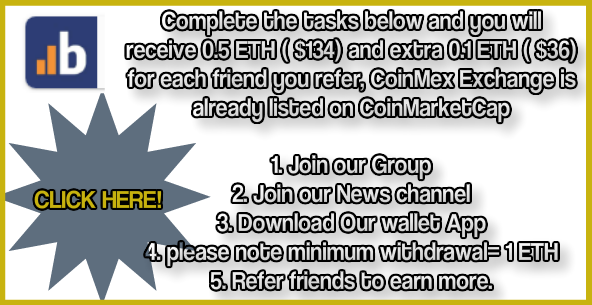 b
Complete the tasks below and you will
receive 0.5 ETH ( $134) and extra 0.1 ETH ( $36)
for each friend you refer, CoinMex Exchange is
already listed on CoinMarketCap
CLICK HERE!
1. Join our Group
2. Join our News channel
3. Download Our wallet App
4. please note minimum withdrawal= 1 ETH
5. Refer friends to earn more.